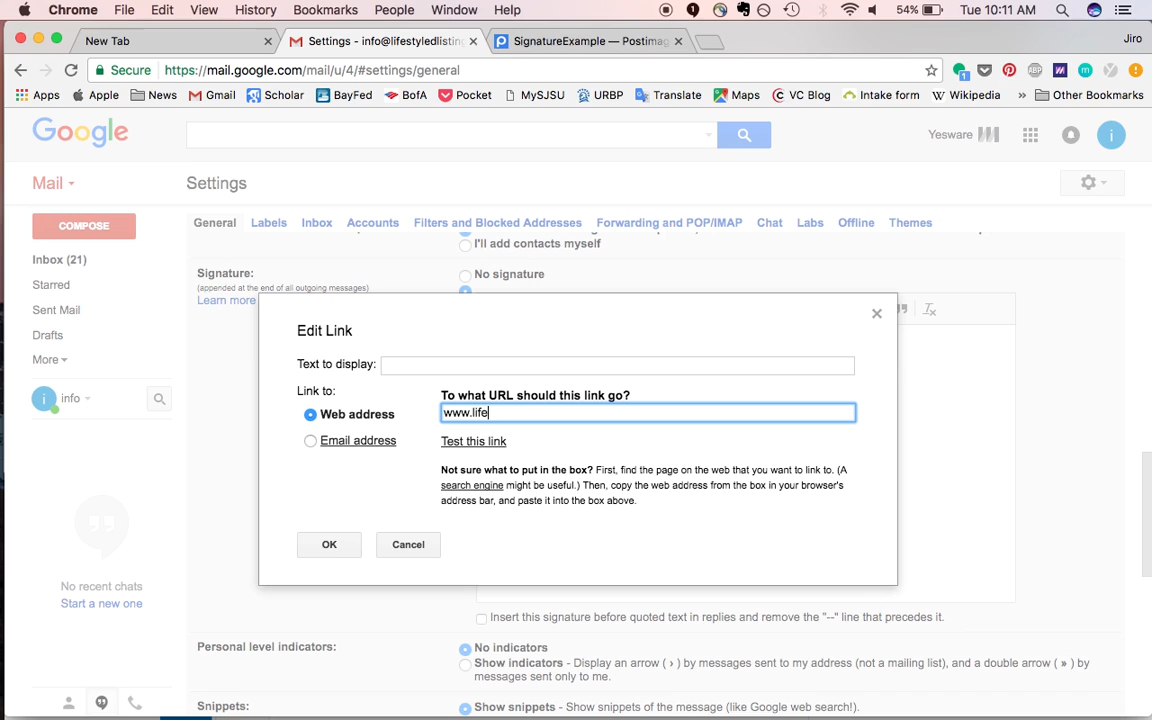 Chrome File Edit View History Bookmarks People Window Help 54% Tue 10:11 AM
New Tab Settings - info@lifestyledlisting SignatureExample — Postimag Jiro
Secure https://mail.google.com/mail/u/4/#settings/general
Apps Apple News Gmail Scholar BayFed BofA Pocket MySJSU URBP Translate Maps VC Blog Intake form Wikipedia » Other Bookmarks
Google Yesware i
Mail Settings
COMPOSE
General Labels Inbox Accounts Filters and Blocked Addresses Forwarding and POP/IMAP Chat Labs Offline Themes
I'll add contacts myself
Inbox (21)
Starred
Sent Mail
Drafts
More
i info
Signature: No signature
(appended at the end of all outgoing messages)
Learn more
Edit Link
Text to display:
Link to: To what URL should this link go?
Web address www.life
Email address Test this link
Not sure what to put in the box? First, find the page on the web that you want to link to. (A
search engine might be useful.) Then, copy the web address from the box in your browser's
address bar, and paste it into the box above.
OK Cancel
No recent chats
Start a new one
Insert this signature before quoted text in replies and remove the "--" line that precedes it.
Personal level indicators: No indicators
Show indicators - Display an arrow ( › ) by messages sent to my address (not a mailing list), and a double arrow ( » ) by
messages sent only to me.
Snippets: Show snippets - Show snippets of the message (like Google web search!).